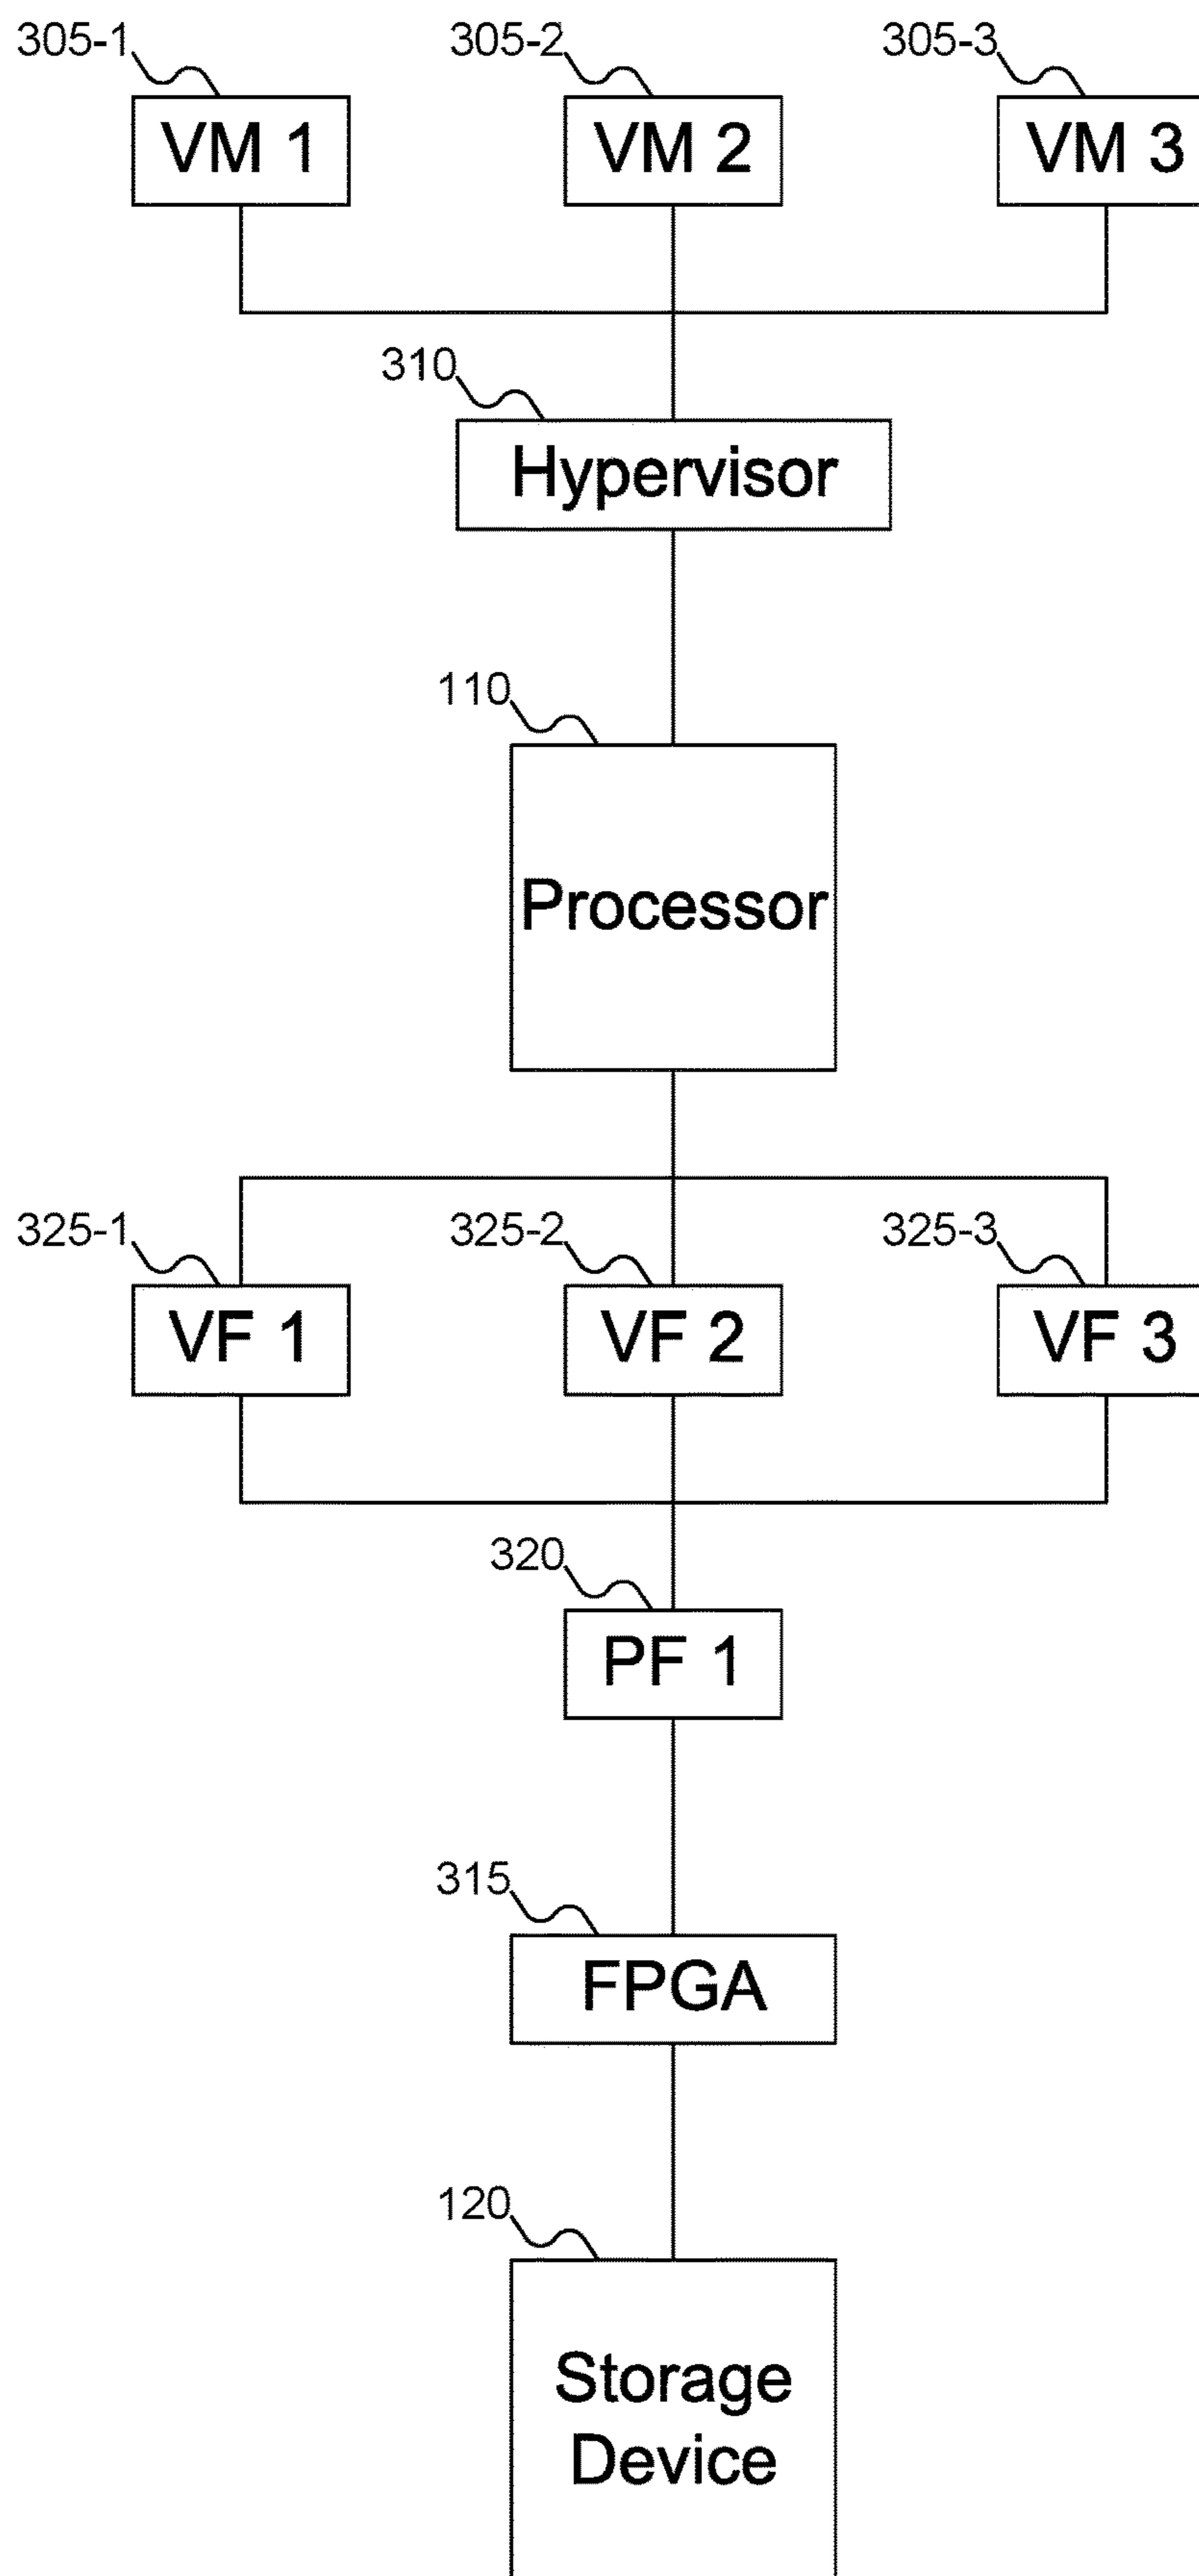 305-1
305-2
305-3
VM 1
VM 2
VM 3
310
Hypervisor
110
Processor
325-1
325-2
325-3
VF 1
VF 2
VF 3
320
PF 1
315
FPGA
120
Storage
Device